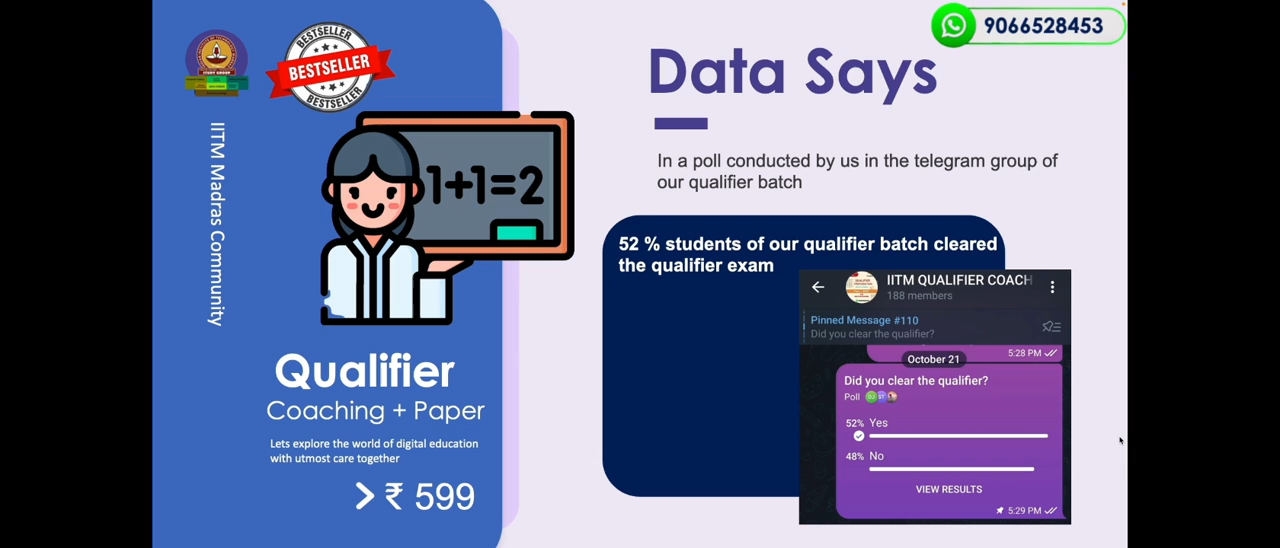 9066528453
BESTSELLER
BESTSELLER
BESTSELLER
STUDY GROUP
Data Says
In a poll conducted by us in the telegram group of
our qualifier batch
IITM Madras Community
1+1=2
52 % students of our qualifier batch cleared
the qualifier exam
IITM QUALIFIER COACH
188 members
Pinned Message #110
Did you clear the qualifier?
5:28 PM
October 21
Did you clear the qualifier?
Poll
52% Yes
48% No
VIEW RESULTS
5:29 PM
Qualifier
Coaching + Paper
Lets explore the world of digital education
with utmost care together
> ₹ 599